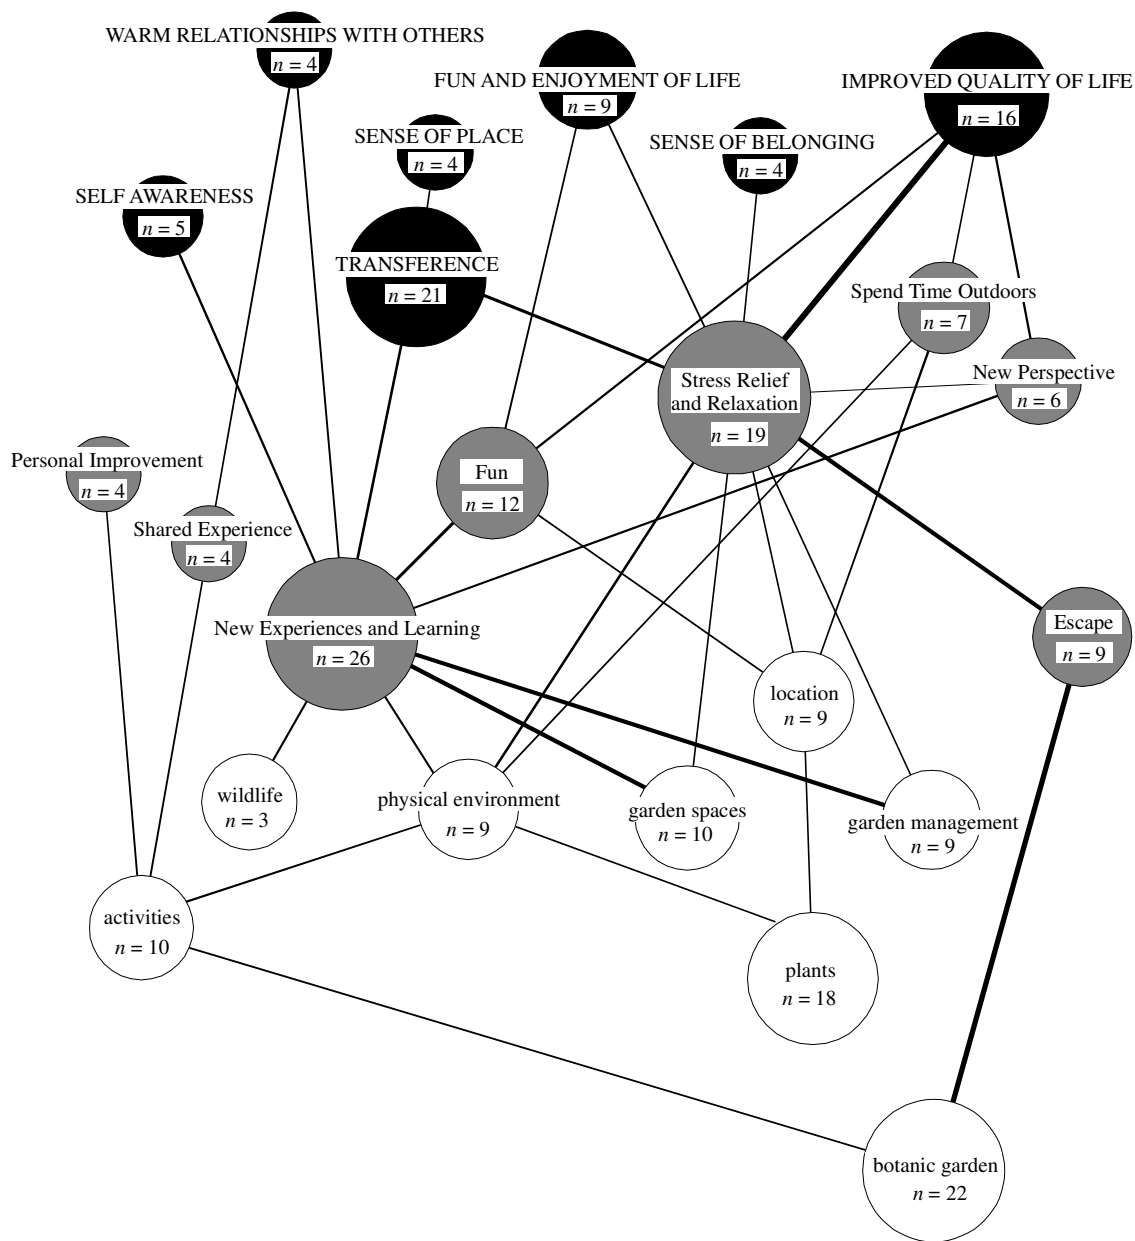 WARM RELATIONSHIPS WITH OTHERS
n = 4
FUN AND ENJOYMENT OF LIFE
n = 9
IMPROVED QUALITY OF LIFE
n = 16
SENSE OF PLACE
n = 4
SENSE OF BELONGING
n = 4
SELF AWARENESS
n = 5
TRANSFERENCE
n = 21
Spend Time Outdoors
n = 7
Stress Relief
and Relaxation
n = 19
New Perspective
n = 6
Personal Improvement
n = 4
Fun
n = 12
Shared Experience
n = 4
New Experiences and Learning
n = 26
Escape
n = 9
location
n = 9
wildlife
n = 3
physical environment
n = 9
garden spaces
n = 10
garden management
n = 9
activities
n = 10
plants
n = 18
botanic garden
n = 22